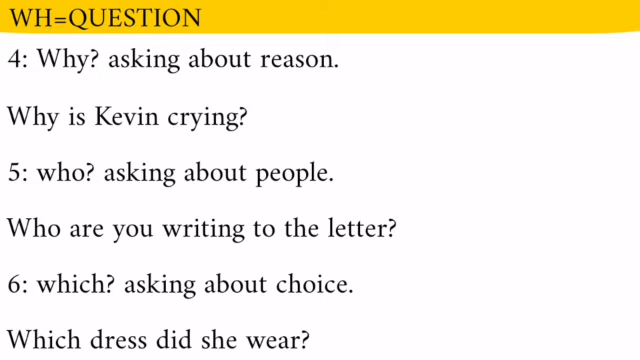 WH=QUESTION
4: Why? asking about reason.
Why is Kevin crying?
5: who? asking about people.
Who are you writing to the letter?
6: which? asking about choice.
Which dress did she wear?